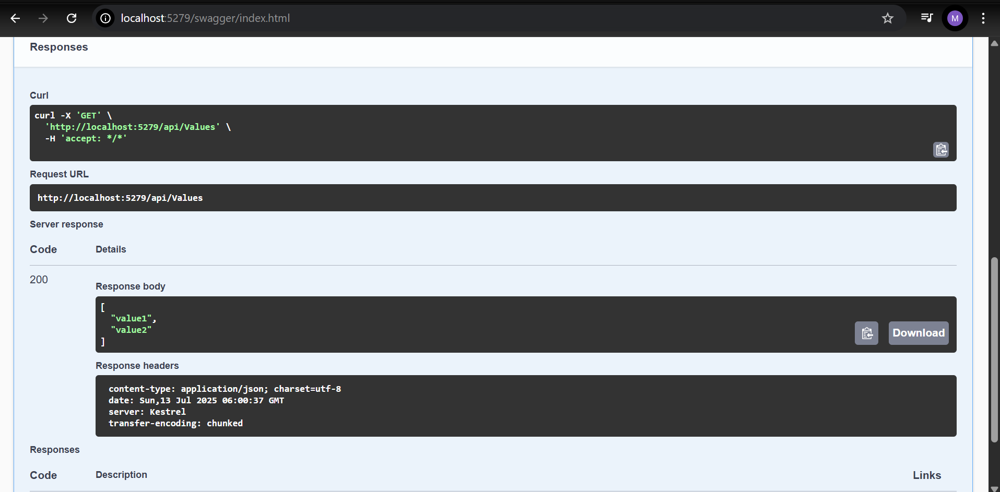 localhost:5279/swagger/index.html
M
Responses
Curl
curl -X 'GET' \
'http://localhost:5279/api/Values' \
-H 'accept: */*'
Request URL
http://localhost:5279/api/Values
Server response
Code Details
200
Response body
[
"value1",
"value2"
]
Download
Response headers
content-type: application/json; charset=utf-8
date: Sun,13 Jul 2025 06:00:37 GMT
server: Kestrel
transfer-encoding: chunked
Responses
Code Description Links